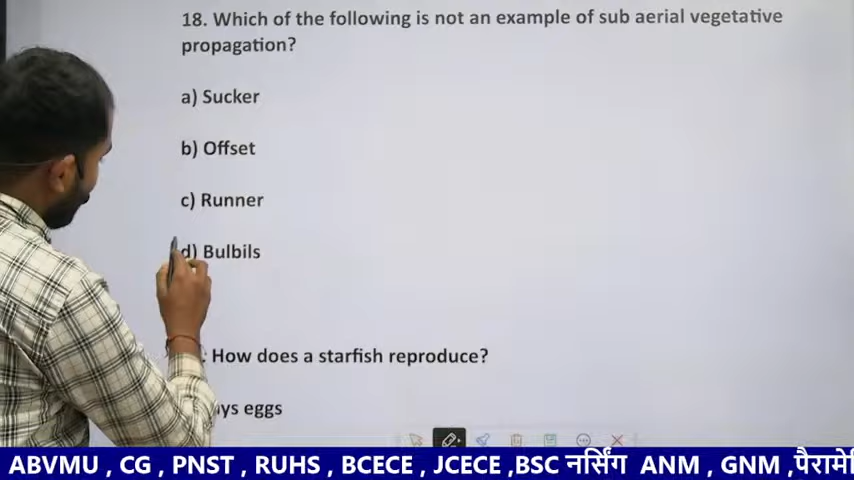 18. Which of the following is not an example of sub aerial vegetative
propagation?
a) Sucker
b) Offset
c) Runner
d) Bulbils
. How does a starfish reproduce?
eggs
ABVMU , CG , PNST , RUHS , BCECE , JCECE ,BSC नर्सिंग ANM , GNM ,